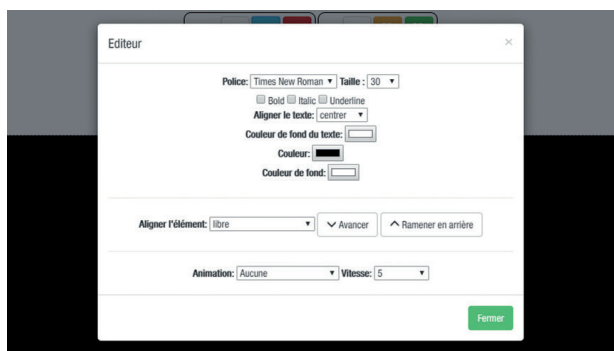 Editeur ×
Police: Times New Roman Taille : 30
Bold Italic Underline
Aligner le texte: centrer
Couleur de fond du texte:
Couleur:
Couleur de fond:
Aligner l'élément: libre Avancer Ramener en arrière
Animation: Aucune Vitesse: 5
Fermer